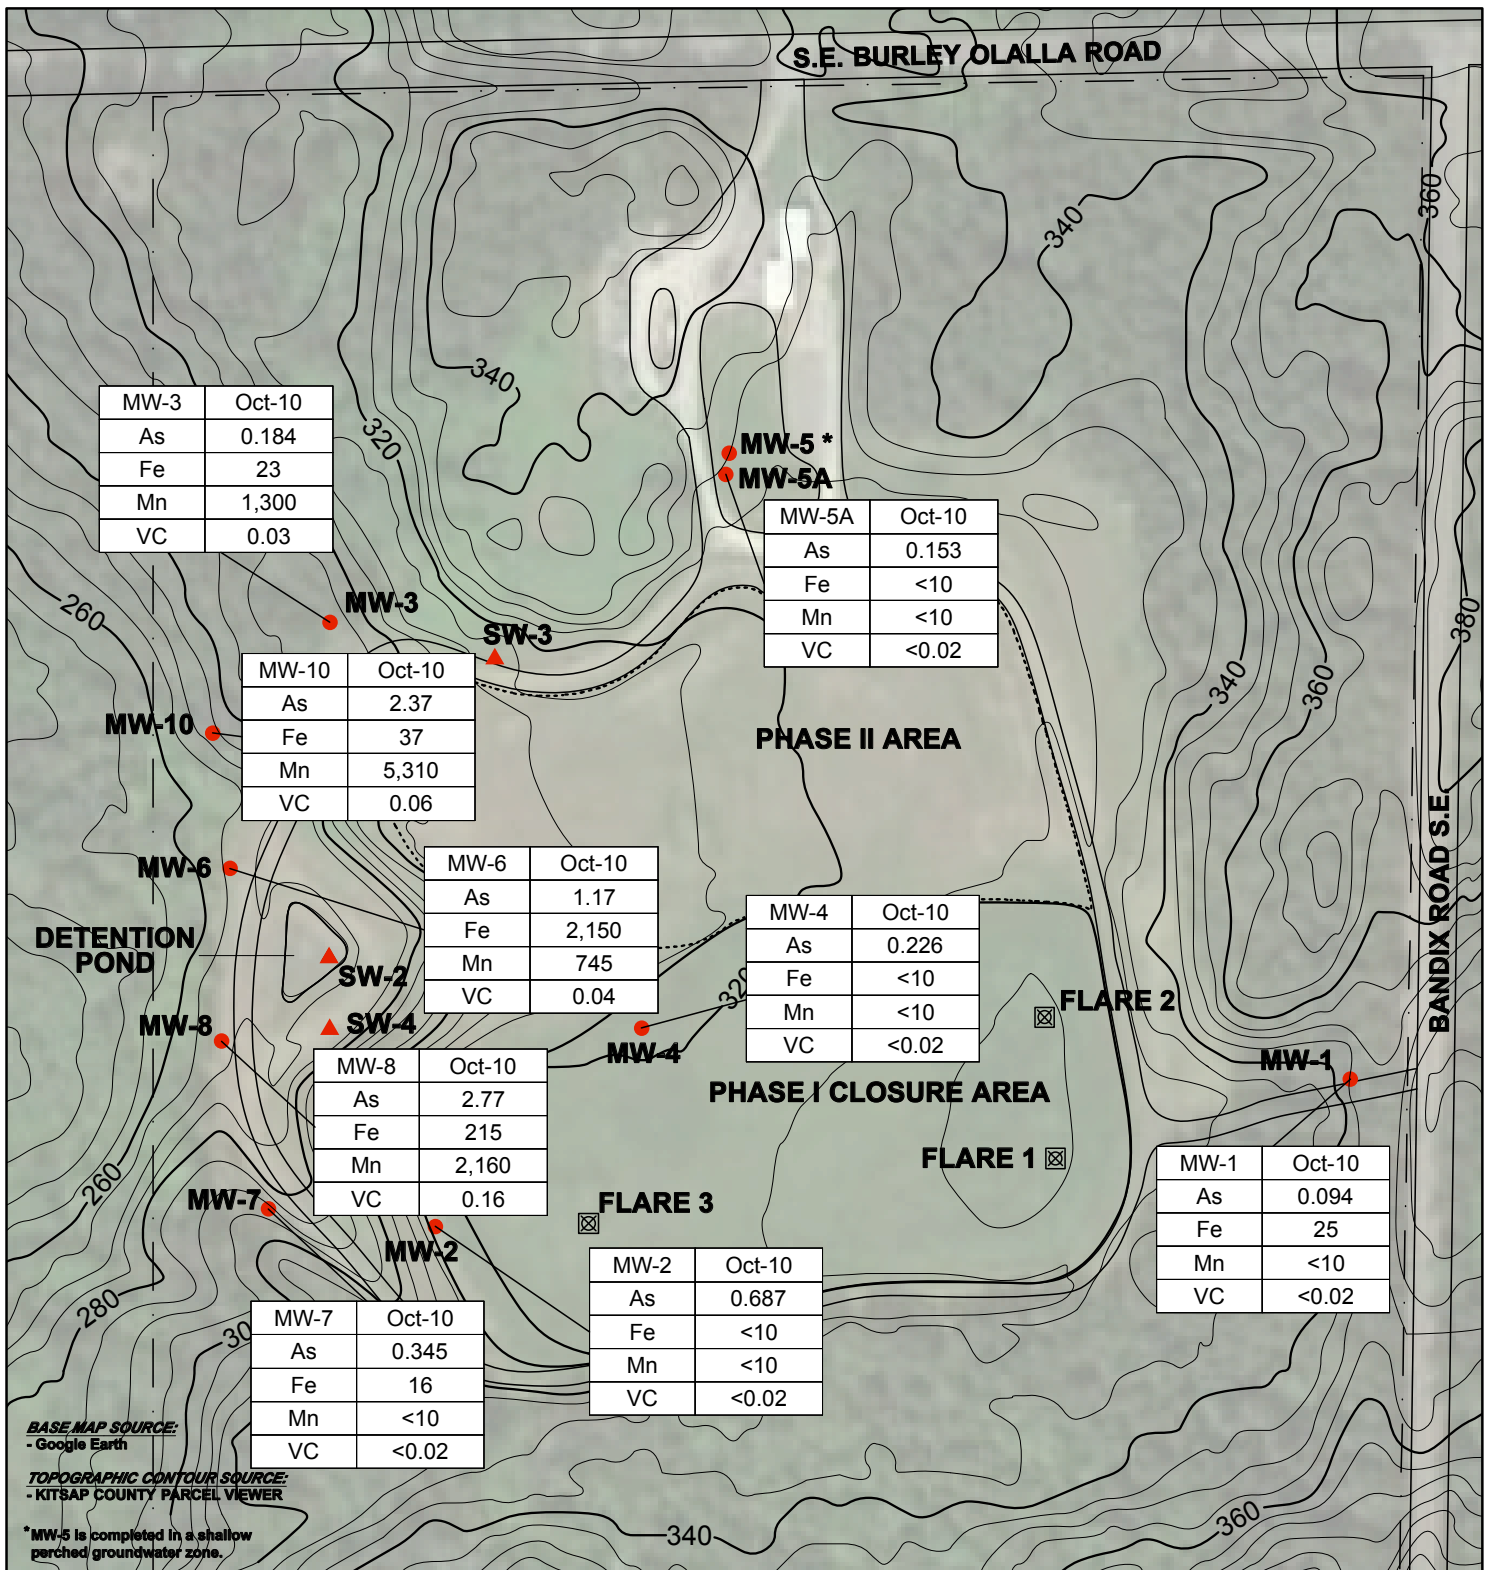 S.E. BURLEY OLALLA ROAD
360
340
340
320
MW-3 Oct-10
As 0.184
Fe 23
Mn 1,300
VC 0.03
MW-5 *
MW-5A
MW-5A Oct-10
As 0.153
Fe <10
Mn <10
VC <0.02
260
MW-3
SW-3
380
340
360
MW-10 Oct-10
As 2.37
Fe 37
Mn 5,310
VC 0.06
MW-10
PHASE II AREA
BANDIX ROAD S.E.
MW-6
MW-6 Oct-10
As 1.17
Fe 2,150
Mn 745
VC 0.04
DETENTION
POND
SW-2
MW-4 Oct-10
As 0.226
Fe <10
Mn <10
VC <0.02
320
FLARE 2
MW-8
SW-4
MW-4
MW-1
MW-8 Oct-10
As 2.77
Fe 215
Mn 2,160
VC 0.16
PHASE I CLOSURE AREA
FLARE 1
MW-1 Oct-10
As 0.094
Fe 25
Mn <10
VC <0.02
260
MW-7
FLARE 3
MW-2
MW-2 Oct-10
As 0.687
Fe <10
Mn <10
VC <0.02
280
30
MW-7 Oct-10
As 0.345
Fe 16
Mn <10
VC <0.02
BASE MAP SOURCE:
- Google Earth
TOPOGRAPHIC CONTOUR SOURCE:
- KITSAP COUNTY PARCEL VIEWER
*MW-5 is completed in a shallow
perched groundwater zone.
340
360